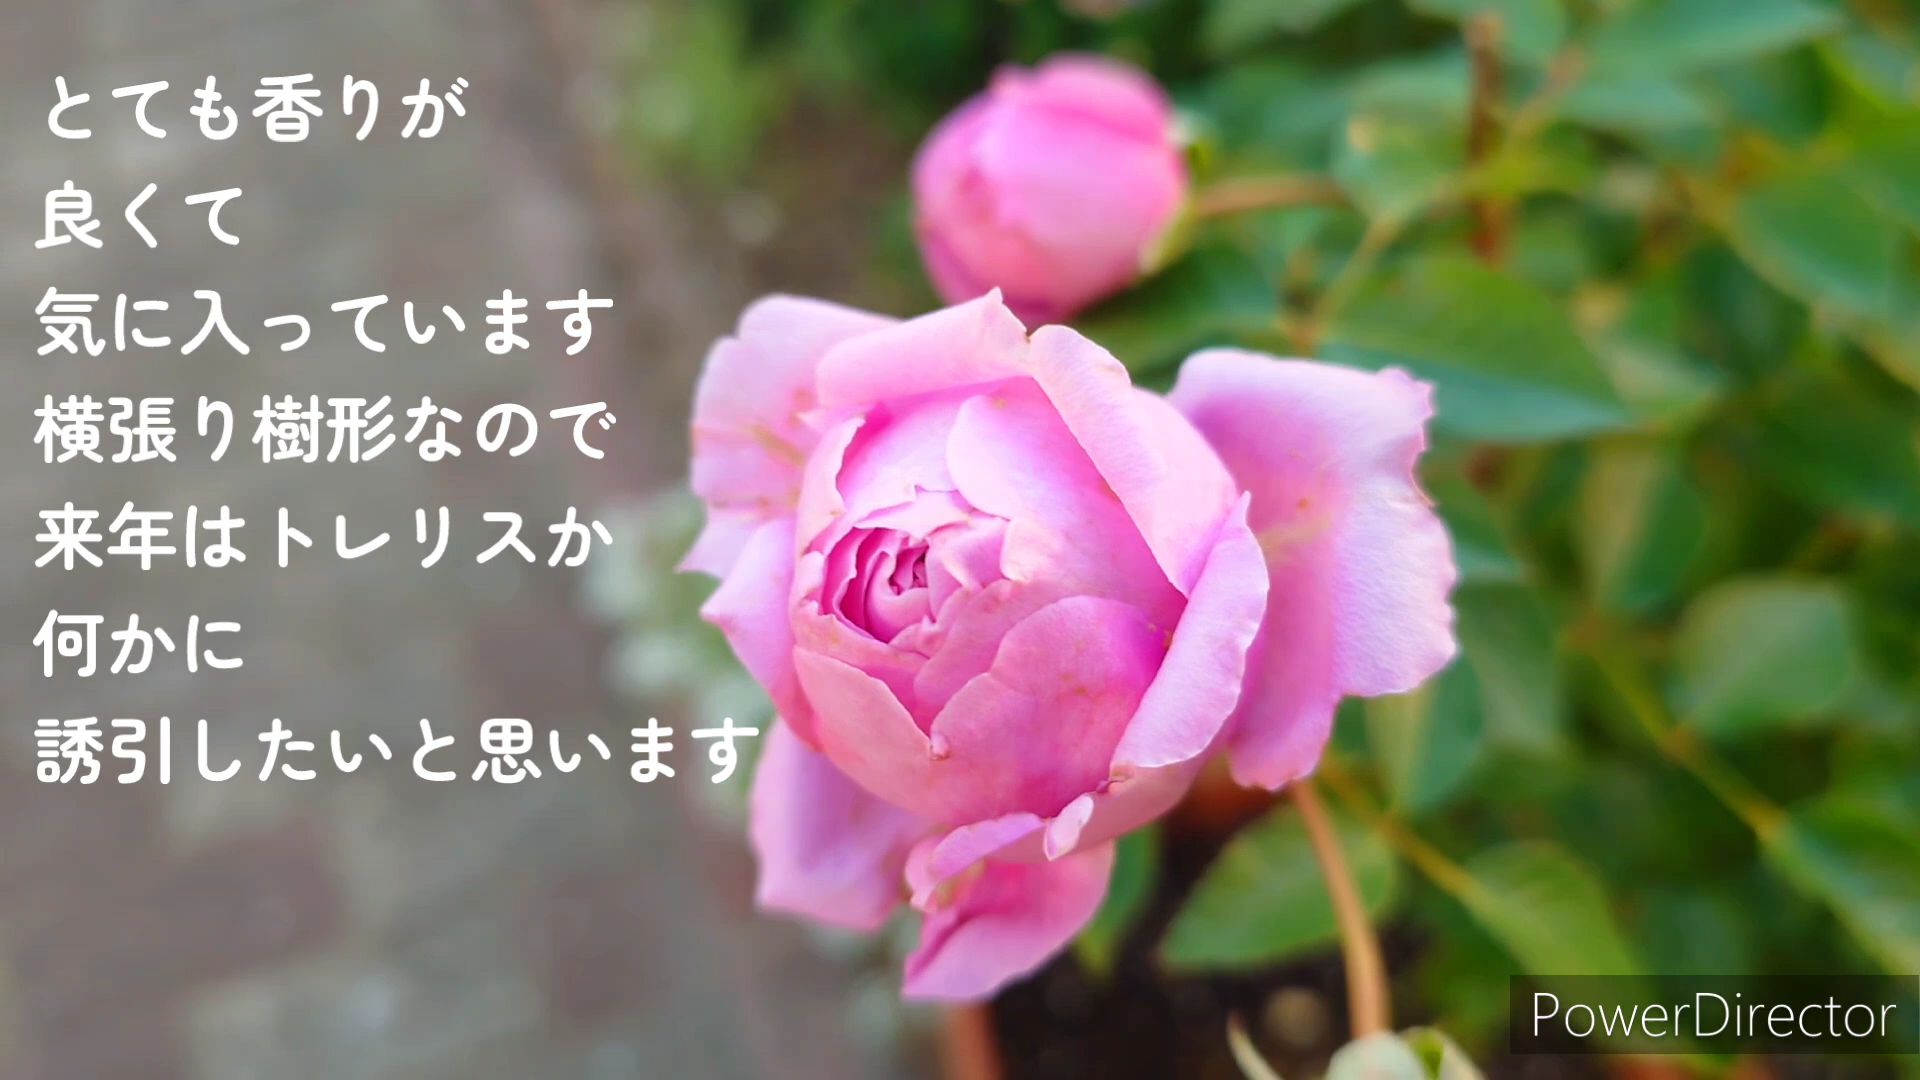 とても香りが
良くて
気に入っています
横張り樹形なので
来年はトレリスか
何かに
誘引したいと思います
PowerDirector